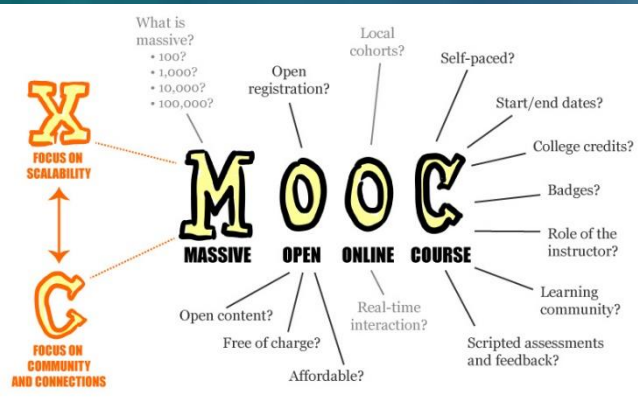 What is
massive?
• 100?
• 1,000?
• 10,000?
• 100,000?
Open
registration?
Local
cohorts?
Self-paced?
Start/end dates?
College credits?
Badges?
Role of the
instructor?
Learning
community?
Scripted assessments
and feedback?
X
FOCUS ON
SCALABILITY
C
FOCUS ON
COMMUNITY
AND CONNECTIONS
MOOC
MASSIVE OPEN ONLINE COURSE
Open content?
Free of charge?
Affordable?
Real-time
interaction?